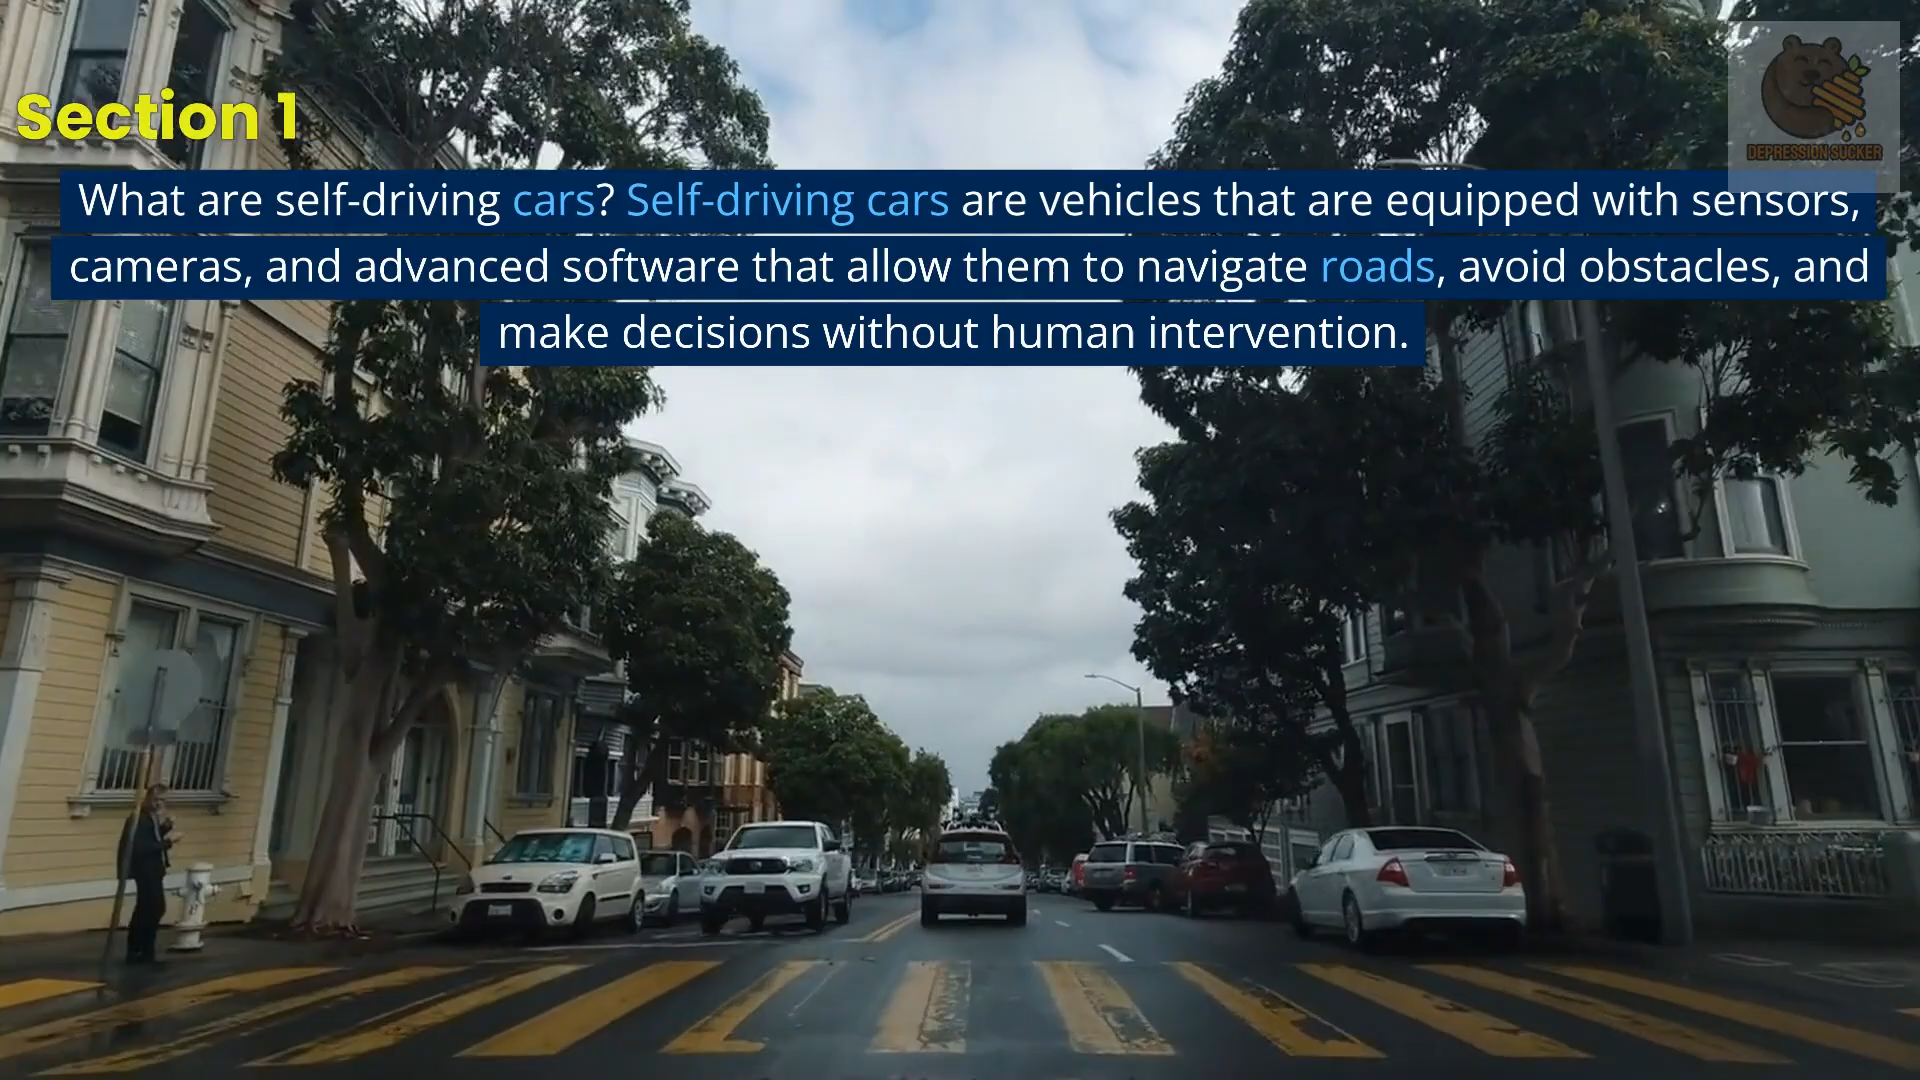 Section 1
DEPRESSION SUCKER
What are self-driving cars? Self-driving cars are vehicles that are equipped with sensors,
cameras, and advanced software that allow them to navigate roads, avoid obstacles, and
make decisions without human intervention.